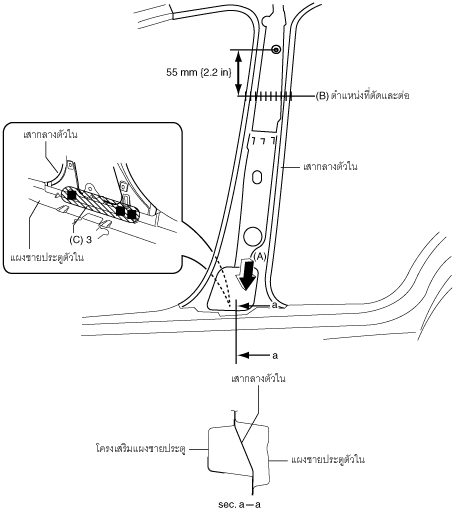 55 mm {2.2 in}
(B) ตำแหน่งที่ตัดและต่อ
เสากลางตัวใน
เสากลางตัวใน
(C) 3
แผงชายประตูตัวใน
(A)
a
a
เสากลางตัวใน
โครงเสริมแผงชายประตู
แผงชายประตูตัวใน
sec. a—a